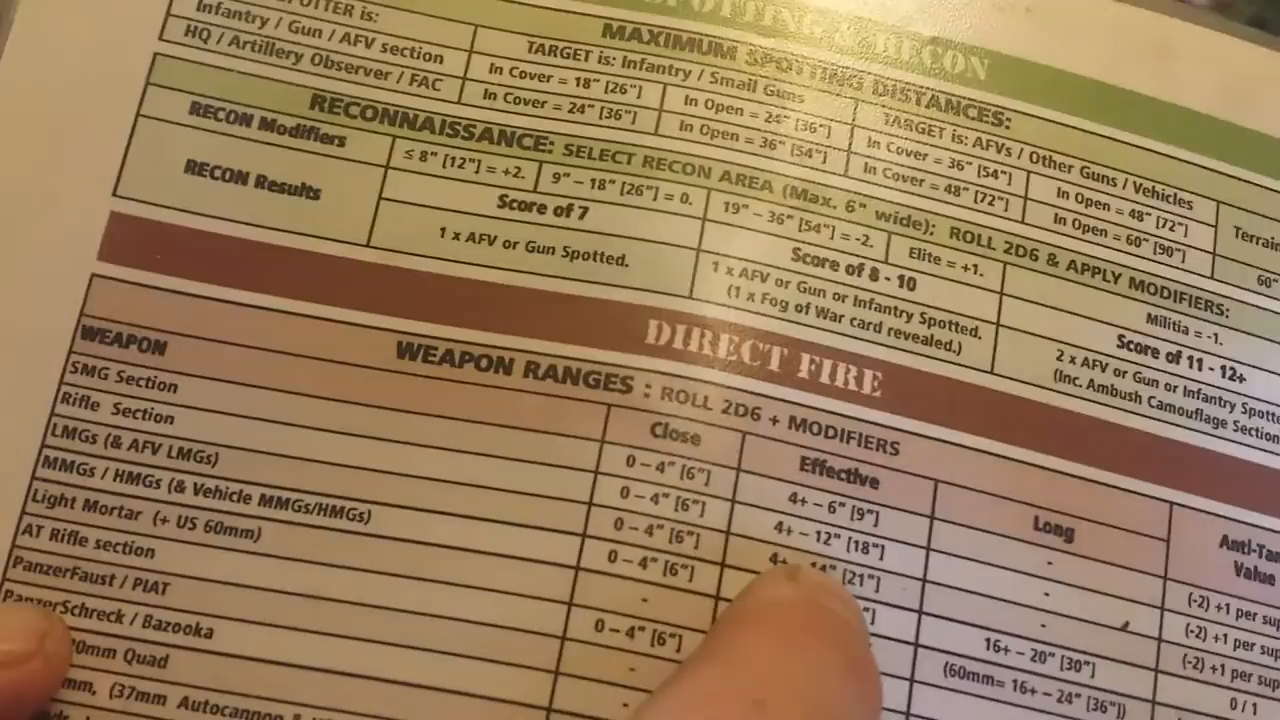 SPOTTING & RECON
MAXIMUM SPOTTING DISTANCES:
SPOTTER is:
TARGET is: Infantry / Small Guns
TARGET is: AFVs / Other Guns / Vehicles
Infantry / Gun / AFV section
In Cover = 18" [26"]
In Open = 24" [36"]
In Cover = 36" [54"]
In Open = 48" [72"]
HQ / Artillery Observer / FAC
In Cover = 24" [36"]
In Open = 36" [54"]
In Cover = 48" [72"]
In Open = 60" [90"]
60"
RECONNAISSANCE: SELECT RECON AREA (Max. 6" wide); ROLL 2D6 & APPLY MODIFIERS:
RECON Modifiers
≤ 8" [12"] = +2.
9" – 18" [26"] = 0.
19" – 36" [54"] = -2.
Elite = +1.
Militia = -1.
RECON Results
Score of 7
Score of 8 - 10
Score of 11 - 12+
1 x AFV or Gun Spotted.
1 x AFV or Gun or Infantry Spotted.
(1 x Fog of War card revealed.)
2 x AFV or Gun or Infantry
(Inc. Ambush Camouflage
DIRECT FIRE
WEAPON RANGES : ROLL 2D6 + MODIFIERS
WEAPON
Close
Effective
Long
Value
SMG Section
0 – 4" [6"]
4+ – 6" [9"]
-
(-2) +1 per
Rifle Section
0 – 4" [6"]
4+ – 12" [18"]
-
(-2) +1 per
LMGs (& AFV LMGs)
0 – 4" [6"]
[21"]
-
(-2) +1 per
MMGs / HMGs (& Vehicle MMGs/HMGs)
0 – 4" [6"]
16+ – 20" [30"]
0 / 1
Light Mortar (+ US 60mm)
-
(60mm= 16+ – 24" [36"])
AT Rifle section
0 – 4" [6"]
PanzerFaust / PIAT
-
PanzerSchreck / Bazooka
-
Quad
(37mm Autocannon &